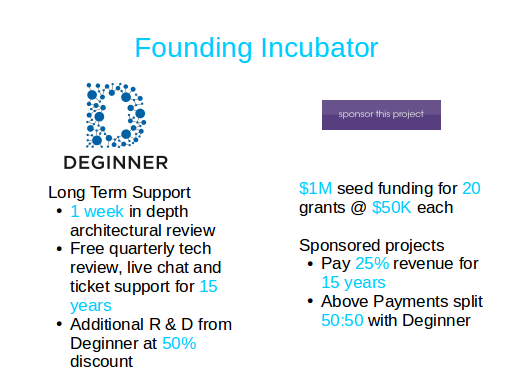 Founding Incubator
DEGINNER
Long Term Support
• 1 week in depth
architectural review
• Free quarterly tech
review, live chat and
ticket support for 15
years
• Additional R & D from
Deginner at 50%
discount
sponsor this project
$1M seed funding for 20
grants @ $50K each
Sponsored projects
• Pay 25% revenue for
15 years
• Above Payments split
50:50 with Deginner